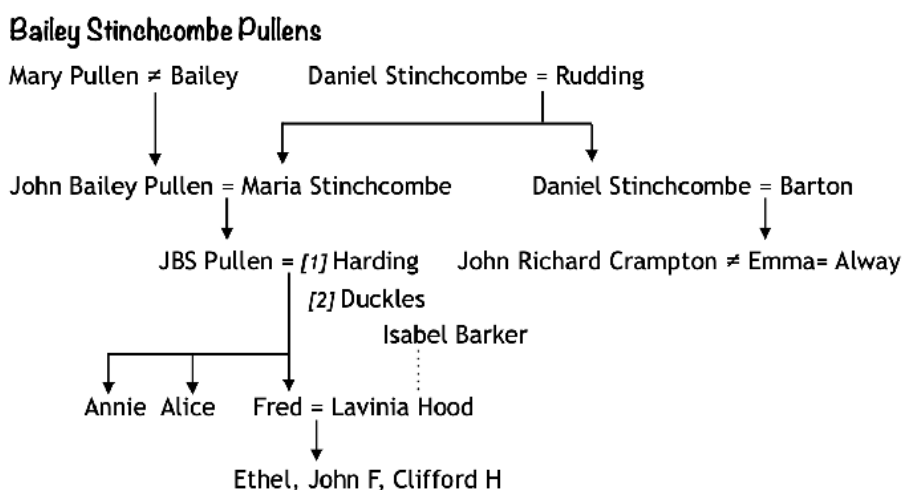 Bailey Stinchcombe Pullens
Mary Pullen ≠ Bailey Daniel Stinchcombe = Rudding
John Bailey Pullen = Maria Stinchcombe Daniel Stinchcombe = Barton
JBS Pullen = [1] Harding John Richard Crampton ≠ Emma= Alway
[2] Duckles
Isabel Barker
Annie Alice Fred = Lavinia Hood
Ethel, John F, Clifford H